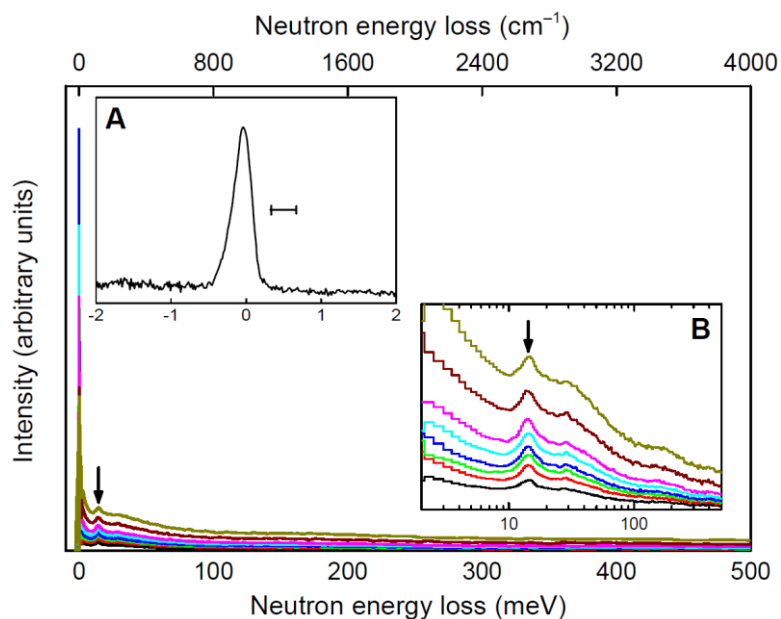 Neutron energy loss (cm⁻¹)
0 800 1600 2400 3200 4000
A
-2 -1 0 1 2
Intensity (arbitrary units)
B
10 100
0 100 200 300 400 500
Neutron energy loss (meV)